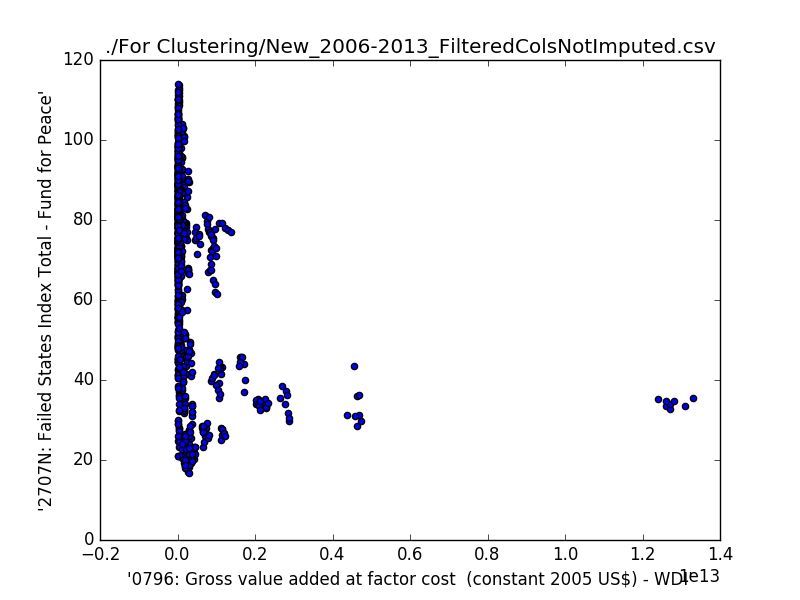 ./For Clustering/New_2006-2013_FilteredColsNotImputed.csv
120
100
80
60
40
20
0
'2707N: Failed States Index Total - Fund for Peace'
−0.2 0.0 0.2 0.4 0.6 0.8 1.0 1.2 1.4
1e13
'0796: Gross value added at factor cost  (constant 2005 US$) - WDI'